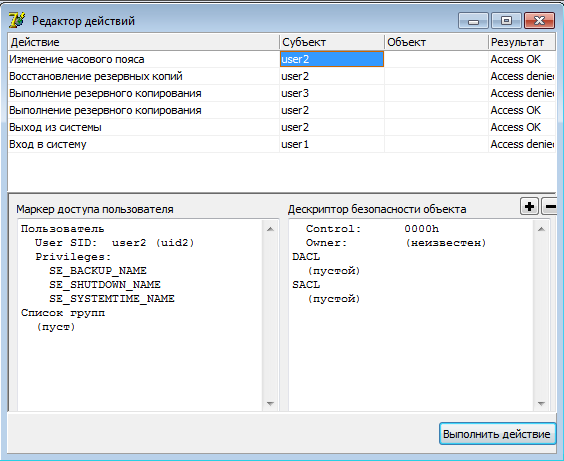 Редактор действий
Действие Субъект Объект Результат
Изменение часового пояса user2 Access OK
Восстановление резервных копий user2 Access denied
Выполнение резервного копирования user3 Access denied
Выполнение резервного копирования user2 Access OK
Выход из системы user2 Access OK
Вход в систему user1 Access denied
Маркер доступа пользователя
Пользователь
User SID: user2 (uid2)
Privileges:
SE_BACKUP_NAME
SE_SHUTDOWN_NAME
SE_SYSTEMTIME_NAME
Список групп
(пуст)
Дескриптор безопасности объекта
Control: 0000h
Owner: (неизвестен)
DACL
(пустой)
SACL
(пустой)
Выполнить действие